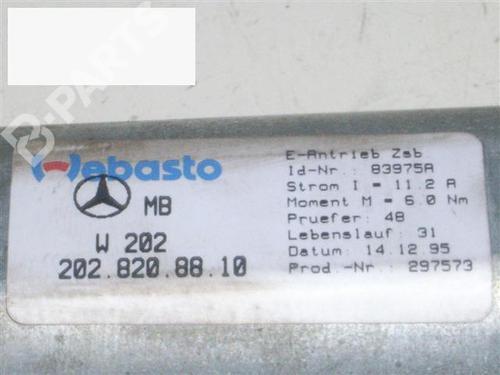 B-PARTS
Webasto
MB
W 202
202.820.88.10
E-Antrieb Zsb
Id-Nr.: 83975A
Strom I = 11.2 A
Moment M = 6.0 Nm
Pruefer: 48
Lebenslauf: 31
Datum: 14.12.95
Prod.-Nr.: 297573